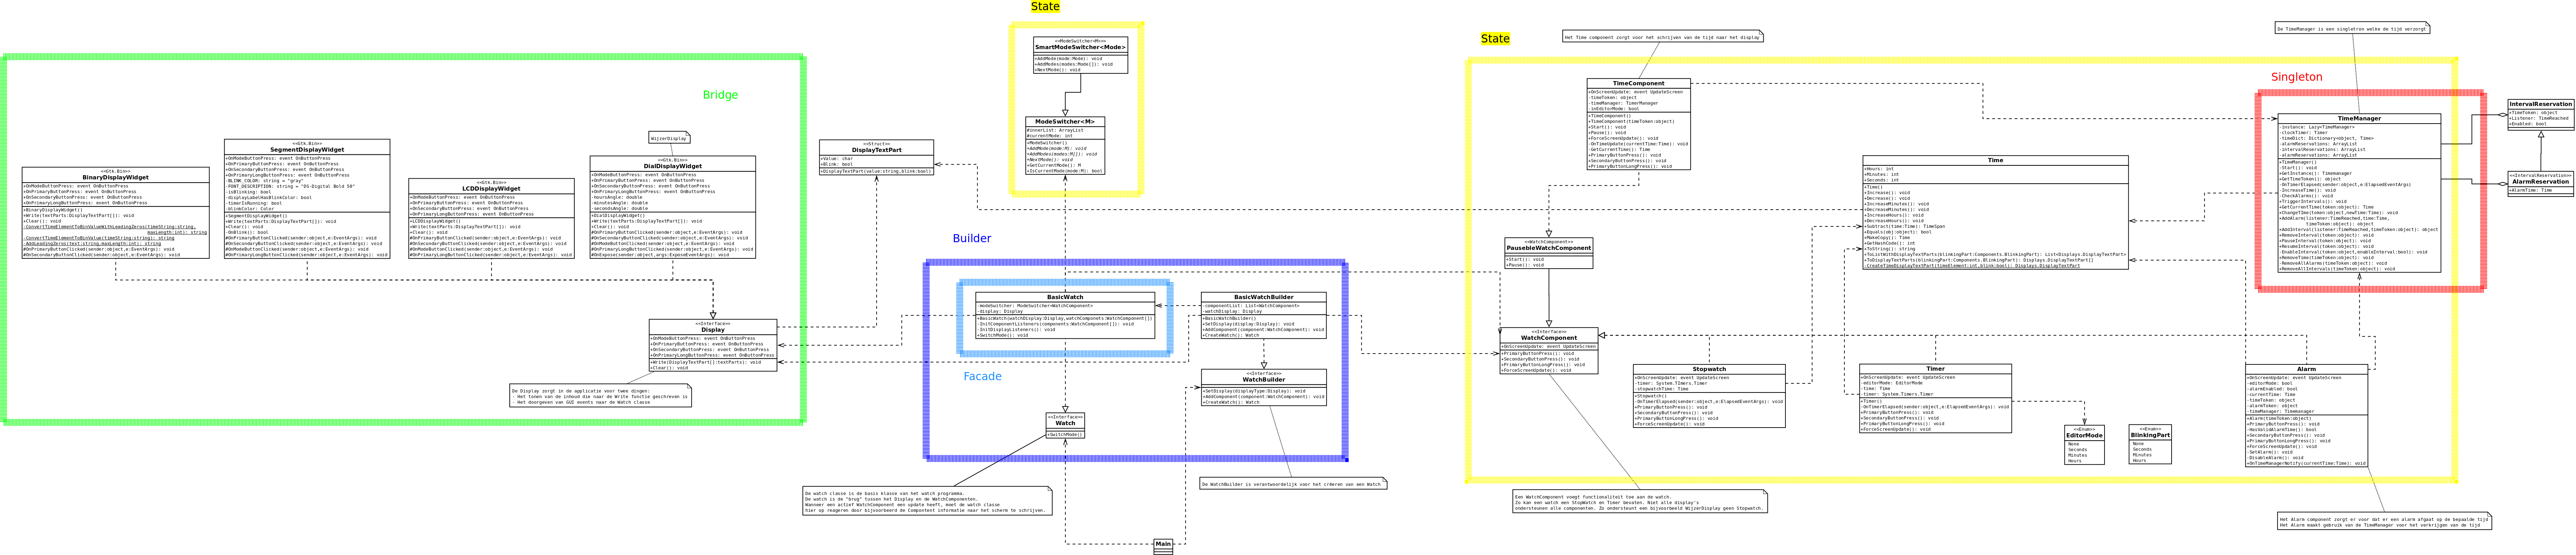 State
<<ModeSwitcher<M>>>
SmartModeSwitcher<Mode>
+AddMode(mode:Mode): void
+AddModes(modes:Mode[]): void
+NextMode(): void
ModeSwitcher<M>
#innerList: ArrayList
#currentMode: int
+ModeSwitcher()
+AddMode(mode:M): void
+AddModes(modes:M[]): void
+NextMode(): void
+GetCurrentMode(): M
+IsCurrentMode(mode:M): bool
Bridge
<<Gtk.Bin>>
BinaryDisplayWidget
+OnModeButtonPress: event OnButtonPress
+OnPrimaryButtonPress: event OnButtonPress
+OnSecondaryButtonPress: event OnButtonPress
+OnPrimaryLongButtonPress: event OnButtonPress
+BinaryDisplayWidget()
+Write(textParts:DisplayTextPart[]): void
+Clear(): void
-ConvertTimeElementToBinValueWithLeadingZeros(timeString:string,
maxLength:int): string
-ConvertTimeElementToBinValue(timeString:string): string
-AddLeadingZeros(text:string,maxLength:int): string
#OnPrimaryButtonClicked(sender:object,e:EventArgs): void
#OnSecondaryButtonClicked(sender:object,e:EventArgs): void
<<Gtk.Bin>>
SegmentDisplayWidget
+OnModeButtonPress: event OnButtonPress
+OnPrimaryButtonPress: event OnButtonPress
+OnSecondaryButtonPress: event OnButtonPress
+OnPrimaryLongButtonPress: event OnButtonPress
-BLINK_COLOR: string = "gray"
-FONT_DESCRIPTION: string = "DS-Digital Bold 50"
-isBlinking: bool
-displayLabelHasBlinkColor: bool
-timerIsRunning: bool
-blinkColor: Color
+SegmentDisplayWidget()
+Write(textParts:DisplayTextPart[]): void
+Clear(): void
-OnBlink(): bool
#OnPrimaryButtonClicked(sender:object,e:EventArgs): void
#OnSecondaryButtonClicked(sender:object,e:EventArgs): void
#OnModeButtonClicked(sender:object,e:EventArgs): void
#OnPrimaryLongButtonClicked(sender:object,e:EventArgs): void
<<Gtk.Bin>>
LCDDisplayWidget
+OnModeButtonPress: event OnButtonPress
+OnPrimaryButtonPress: event OnButtonPress
+OnSecondaryButtonPress: event OnButtonPress
+OnPrimaryLongButtonPress: event OnButtonPress
+LCDDisplayWidget()
+Write(textParts:DisplayTextPart[]): void
+Clear(): void
#OnPrimaryButtonClicked(sender:object,e:EventArgs): void
#OnSecondaryButtonClicked(sender:object,e:EventArgs): void
#OnModeButtonClicked(sender:object,e:EventArgs): void
#OnPrimaryLongButtonClicked(sender:object,e:EventArgs): void
WijzerDisplay
<<Gtk.Bin>>
DialDisplayWidget
+OnModeButtonPress: event OnButtonPress
+OnPrimaryButtonPress: event OnButtonPress
+OnSecondaryButtonPress: event OnButtonPress
+OnPrimaryLongButtonPress: event OnButtonPress
-hoursAngle: double
-minutesAngle: double
-secondsAngle: double
+DialDisplayWidget()
+Write(textParts:DisplayTextPart[]): void
+Clear(): void
#OnPrimaryButtonClicked(sender:object,e:EventArgs): void
#OnSecondaryButtonClicked(sender:object,e:EventArgs): void
#OnModeButtonClicked(sender:object,e:EventArgs): void
#OnPrimaryLongButtonClicked(sender:object,e:EventArgs): void
#OnExpose(sender:object,args:ExposeEventArgs): void
<<Interface>>
Display
+OnModeButtonPress: event OnButtonPress
+OnPrimaryButtonPress: event OnButtonPress
+OnSecondaryButtonPress: event OnButtonPress
+OnPrimaryLongButtonPress: event OnButtonPress
+Write(DisplayTextPart[]:textParts): void
+Clear(): void
De Display zorgt in de applicatie voor twee dingen:
- Het tonen van de inhoud die naar de Write functie geschreven is
- Het doorgeven van GUI events naar de Watch classe
<<Struct>>
DisplayTextPart
+Value: char
+Blink: bool
+DisplayTextPart(value:string,blink:bool)
Builder
BasicWatch
-modeSwitcher: ModeSwitcher<WatchComponent>
-display: Display
+BasicWatch(watchDisplay:Display,watchComponets:WatchComponent[])
-InitComponentListeners(components:WatchComponent[]): void
-InitDisplayListeners(): void
+SwitchMode(): void
Facade
BasicWatchBuilder
-componentList: List<WatchComponent>
-watchDisplay: Display
+BasicWatchBuilder()
+SetDisplay(display:Display): void
+AddComponent(component:WatchComponent): void
+CreateWatch(): Watch
<<Interface>>
WatchBuilder
+SetDisplay(displayType:Display): void
+AddComponent(component:WatchComponent): void
+CreateWatch(): Watch
<<Interface>>
Watch
+SwitchMode()
De WatchBuilder is verantwoordelijk voor het crëeren van een Watch
De watch classe is de basis klasse van het watch programma.
De watch is de "brug" tussen het Display en de WatchComponenten.
Wanneer een actief WatchComponent een update heeft, moet de watch classe
hier op reageren door bijvoorbeeld de Compontent informatie naar het scherm te schrijven.
Main
State
Het Time component zorgt voor het schrijven van de tijd naar het display
TimeComponent
+OnScreenUpdate: event UpdateScreen
-timeToken: object
-timeManager: TimerManager
-inEditorMode: bool
+TimeComponent()
+TimeComponent(timeToken:object)
+Start(): void
+Pause(): void
+ForceScreenUpdate(): void
-OnTimeUpdate(currentTime:Time): void
-GetCurrentTime(): Time
+PrimaryButtonPress(): void
+SecondaryButtonPress(): void
+PrimaryButtonLongPress(): void
<<WatchComponent>>
PausebleWatchComponent
+Start(): void
+Pause(): void
<<Interface>>
WatchComponent
+OnScreenUpdate: event UpdateScreen
+PrimaryButtonPress(): void
+SecondaryButtonPress(): void
+PrimaryButtonLongPress(): void
+ForceScreenUpdate(): void
Een WatchComponent voegt functionaliteit toe aan de watch.
Zo kan een watch een StopWatch en Timer bevaten. Niet alle display's
ondersteunen alle componenten. Zo ondersteunt een bijvoorbeeld WijzerDisplay geen Stopwatch.
Stopwatch
+OnScreenUpdate: event UpdateScreen
-timer: System.TImers.Timer
-stopwatchTime: Time
+Stopwatch()
-OnTimerElapsed(sender:object,e:ElapsedEventArgs): void
+PrimaryButtonPress(): void
+SecondaryButtonPress(): void
+PrimaryButtonLongPress(): void
+ForceScreenUpdate(): void
Time
+Hours: int
+Minutes: int
+Seconds: int
+Time()
+Increase(): void
+Decrease(): void
+IncreaseMinutes(): void
+DecreaseMinutes(): void
+IncreaseHours(): void
+DecreaseHours(): void
+Subtract(time:Time): TimeSpan
+Equals(obj:object): bool
+MakeCopy(): Time
+GetHashCode(): int
+ToString(): string
+ToListWithDisplayTextParts(blinkingPart:Components.BlinkingPart): List<Displays.DisplayTextPart>
+ToDisplayTextParts(blinkingPart:Components.BlinkingPart): Displays.DisplayTextPart[]
-CreateTimeDisplayTextPart(timeElement:int,blink:bool): Displays.DisplayTextPart
Timer
+OnScreenUpdate: event UpdateScreen
-editorMode: EditorMode
-time: Time
-timer: System.Timers.Timer
+Timer()
-OnTimerElapsed(sender:object,e:ElapsedEventArgs): void
+PrimaryButtonPress(): void
+SecondaryButtonPress(): void
+PrimaryButtonLongPress(): void
+ForceScreenUpdate(): void
<<Enum>>
EditorMode
None
Seconds
Minutes
Hours
<<Enum>>
BlinkingPart
None
Seconds
Minutes
Hours
Alarm
+OnScreenUpdate: event UpdateScreen
-editorMode: bool
-alarmEnabled: bool
-currentTime: Time
-timeToken: object
-alarmToken: object
-timeManager: Timemanager
+Alarm(timeToken:object)
+PrimaryButtonPress(): void
-HasValidAlarmTime(): bool
+SecondaryButtonPress(): void
+PrimaryButtonLongPress(): void
+ForceScreenUpdate(): void
-SetAlarm(): void
-DisableAlarm(): void
+OnTimeManagerNotify(currentTime:Time): void
Het Alarm component zorgt er voor dat er een alarm afgaat op de bepaalde tijd
Het Alarm maakt gebruik van de TimeManager voor het verkrijgen van de tijd
De TimeManager is een singletron welke de tijd verzorgt
Singleton
TimeManager
-instance: Lazy<TimeManager>
-clockTimer: Timer
-timeDict: Dictionary<object, Time>
-alarmReservations: ArrayList
-intervalReservations: ArrayList
-alarmReservations: ArrayList
+TimeManager()
+Start(): void
+GetInstance(): Timemanager
+GetTimeToken(): object
-OnTimerElapsed(sender:object,e:ElapsedEventArgs)
-IncreaseTime(): void
-CheckAlarms(): void
-TriggerIntervals(): void
+GetCurrentTime(token:object): Time
+ChangeTime(token:object,newTime:Time): void
+AddAlarm(listener:TimeReached,time:Time,
timeToken:object): object
+AddInterval(listener:TimeReached,timeToken:object): object
+RemoveInterval(token:object): void
+PauseInterval(token:object): void
+ResumeInterval(token:object): void
-EnableInterval(token:object,enableInterval:bool): void
+RemoveTime(timeToken:object): void
-RemoveAllAlarms(timeToken:object): void
-RemoveAllIntervals(timeToken:object): void
IntervalReservation
+TimeToken: object
+Listener: TimeReached
+Enabled: bool
<<IntervalReservation>>
AlarmReservation
+AlarmTime: Time